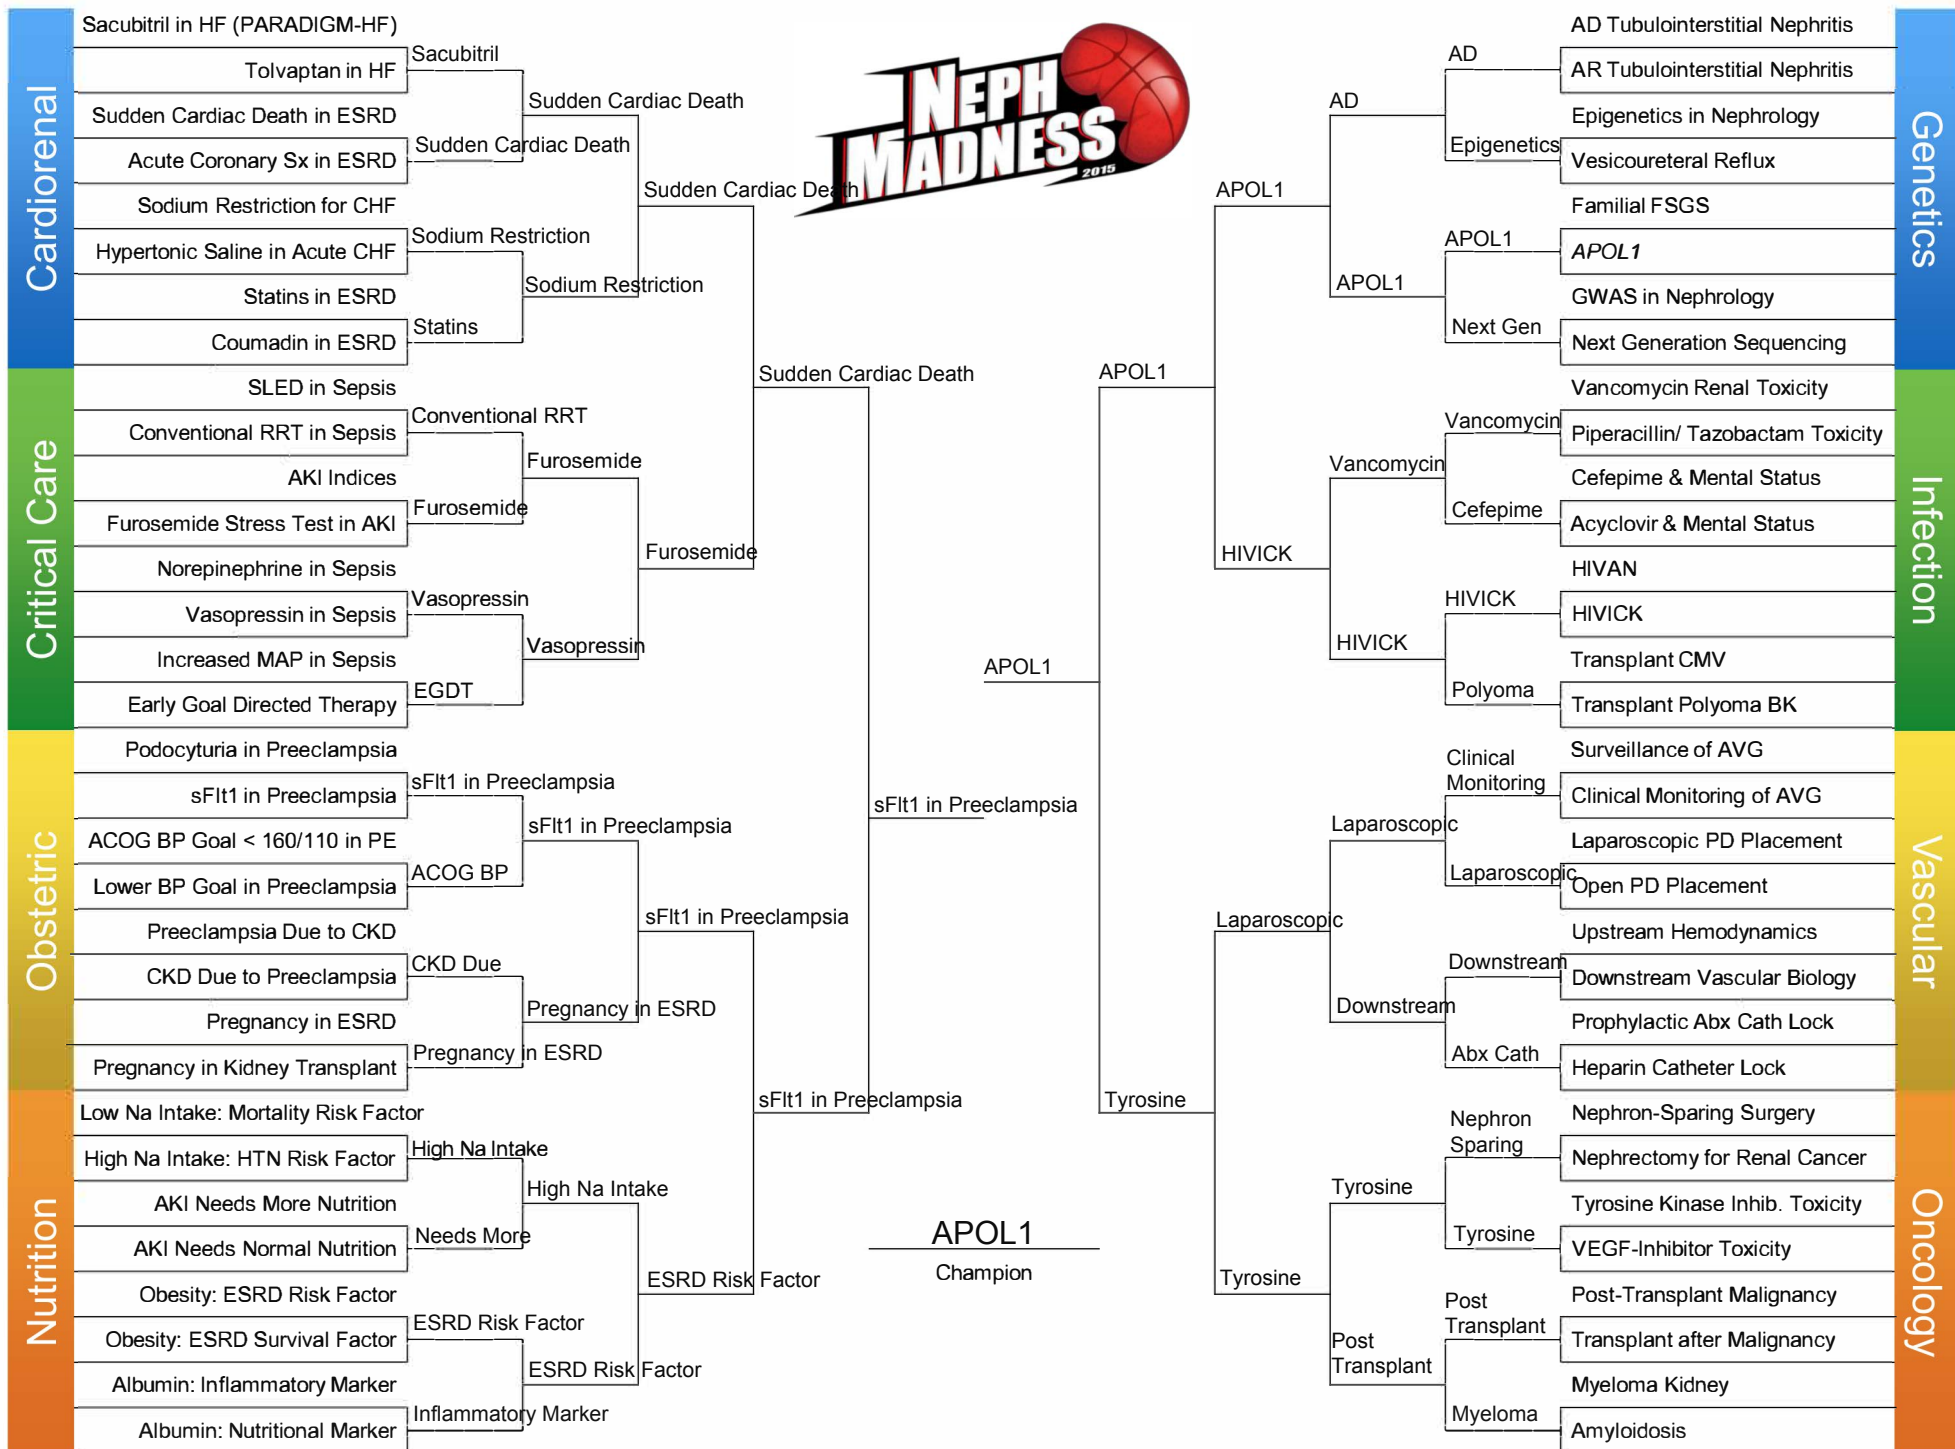 Cardiorenal
Sacubitril in HF (PARADIGM-HF)
Tolvaptan in HF
Sudden Cardiac Death in ESRD
Acute Coronary Sx in ESRD
Sodium Restriction for CHF
Hypertonic Saline in Acute CHF
Statins in ESRD
Coumadin in ESRD
Critical Care
SLED in Sepsis
Conventional RRT in Sepsis
AKI Indices
Furosemide Stress Test in AKI
Norepinephrine in Sepsis
Vasopressin in Sepsis
Increased MAP in Sepsis
Early Goal Directed Therapy
Obstetric
Podocyturia in Preeclampsia
sFlt1 in Preeclampsia
ACOG BP Goal < 160/110 in PE
Lower BP Goal in Preeclampsia
Preeclampsia Due to CKD
CKD Due to Preeclampsia
Pregnancy in ESRD
Pregnancy in Kidney Transplant
Nutrition
Low Na Intake: Mortality Risk Factor
High Na Intake: HTN Risk Factor
AKI Needs More Nutrition
AKI Needs Normal Nutrition
Obesity: ESRD Risk Factor
Obesity: ESRD Survival Factor
Albumin: Inflammatory Marker
Albumin: Nutritional Marker
Sacubitril
Sudden Cardiac Death
Sodium Restriction
Statins
Conventional RRT
Furosemide
Vasopressin
EGDT
sFlt1 in Preeclampsia
ACOG BP
CKD Due
Pregnancy in ESRD
High Na Intake
Needs More
ESRD Risk Factor
Inflammatory Marker
Sudden Cardiac Death
Sodium Restriction
Furosemide
Vasopressin
sFlt1 in Preeclampsia
Pregnancy in ESRD
High Na Intake
ESRD Risk Factor
Sudden Cardiac Death
Furosemide
sFlt1 in Preeclampsia
ESRD Risk Factor
Sudden Cardiac Death
sFlt1 in Preeclampsia
sFlt1 in Preeclampsia
NEPH
MADNESS
2015
APOL1
APOL1
Champion
APOL1
Tyrosine
APOL1
HIVICK
Laparoscopic
Tyrosine
AD
APOL1
Vancomycin
HIVICK
Laparoscopic
Downstream
Tyrosine
Post
Transplant
AD
Epigenetics
APOL1
Next Gen
Vancomycin
Cefepime
HIVICK
Polyoma
Clinical
Monitoring
Laparoscopic
Downstream
Abx Cath
Nephron
Sparing
Tyrosine
Post
Transplant
Myeloma
Genetics
AD Tubulointerstitial Nephritis
AR Tubulointerstitial Nephritis
Epigenetics in Nephrology
Vesicoureteral Reflux
Familial FSGS
APOL1
GWAS in Nephrology
Next Generation Sequencing
Infection
Vancomycin Renal Toxicity
Piperacillin/ Tazobactam Toxicity
Cefepime & Mental Status
Acyclovir & Mental Status
HIVAN
HIVICK
Transplant CMV
Transplant Polyoma BK
Vascular
Surveillance of AVG
Clinical Monitoring of AVG
Laparoscopic PD Placement
Open PD Placement
Upstream Hemodynamics
Downstream Vascular Biology
Prophylactic Abx Cath Lock
Heparin Catheter Lock
Oncology
Nephron-Sparing Surgery
Nephrectomy for Renal Cancer
Tyrosine Kinase Inhib. Toxicity
VEGF-Inhibitor Toxicity
Post-Transplant Malignancy
Transplant after Malignancy
Myeloma Kidney
Amyloidosis